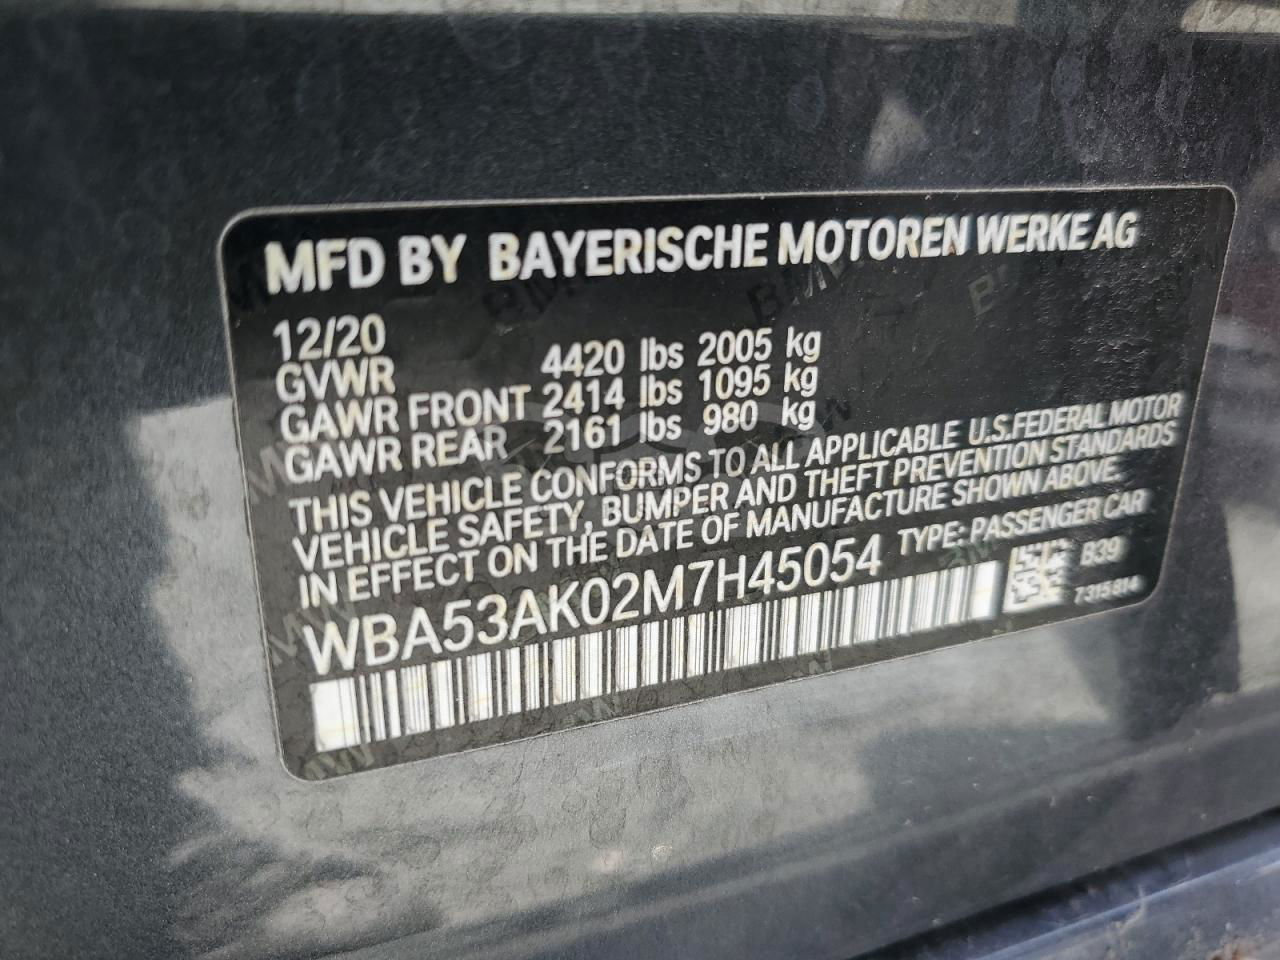 MFD BY BAYERISCHE MOTOREN WERKE AG
12/20
GVWR 4420 lbs 2005 kg
GAWR FRONT 2414 lbs 1095 kg
GAWR REAR 2161 lbs 980 kg
THIS VEHICLE CONFORMS TO ALL APPLICABLE U.S.FEDERAL MOTOR
VEHICLE SAFETY, BUMPER AND THEFT PREVENTION STANDARDS
IN EFFECT ON THE DATE OF MANUFACTURE SHOWN ABOVE.
WBA53AK02M7H45054 TYPE: PASSENGER CAR
B39
7315814